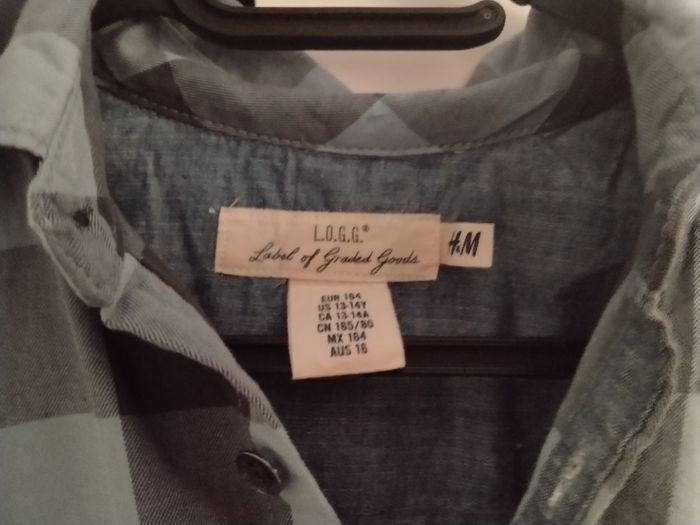 L.O.G.G.®
Label of Graded Goods
H&M
EUR 164
US 13-14Y
CA 13-14A
CN 165/80
MX 164
AUS 16